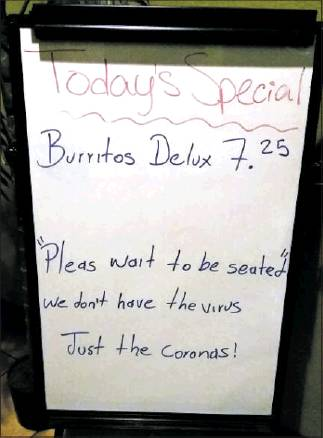 Today's Special
Burritos Delux 7.25
"Pleas wait to be seated"
we don't have the virus
Just the coronas!